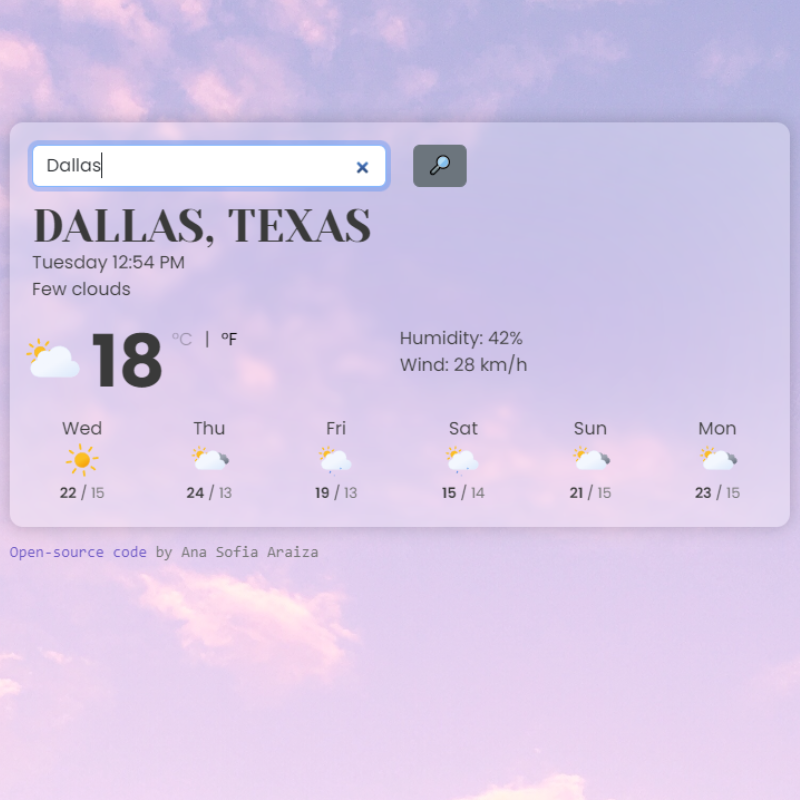 Dallas
DALLAS, TEXAS
Tuesday 12:54 PM
Few clouds
18 °C | °F
Humidity: 42%
Wind: 28 km/h
Wed Thu Fri Sat Sun Mon
22 / 15 24 / 13 19 / 13 15 / 14 21 / 15 23 / 15
Open-source code by Ana Sofia Araiza